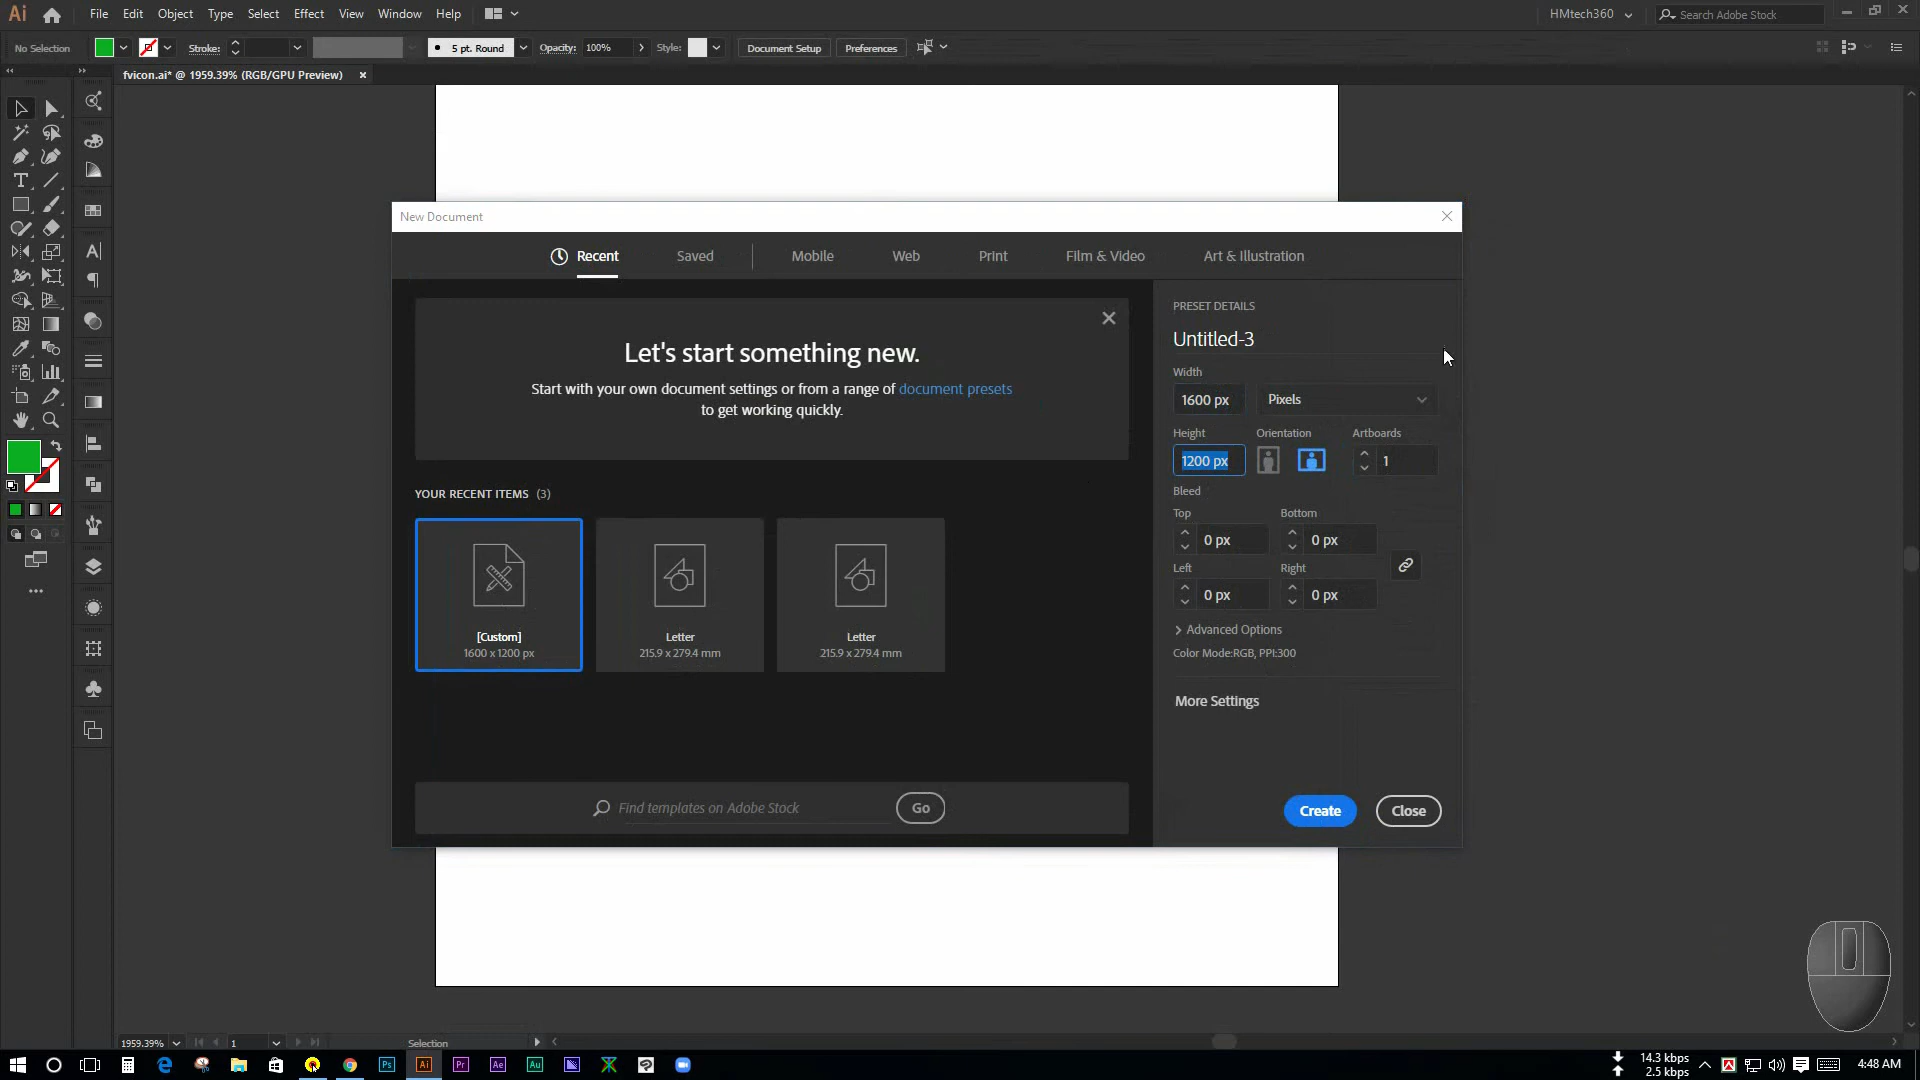 Ai File Edit Object Type Select Effect View Window Help HMtech360 Search Adobe Stock
No Selection Stroke: 5 pt. Round Opacity: 100% Style: Document Setup Preferences
fvicon.ai* @ 1959.39% (RGB/GPU Preview)
New Document
Recent Saved Mobile Web Print Film & Video Art & Illustration
PRESET DETAILS
Untitled-3
Let's start something new.
Start with your own document settings or from a range of document presets
to get working quickly.
Width
1600 px Pixels
Height Orientation Artboards
1200 px 1
Bleed
Top Bottom
0 px 0 px
Left Right
0 px 0 px
Advanced Options
Color Mode:RGB, PPI:300
More Settings
YOUR RECENT ITEMS (3)
[Custom] Letter Letter
1600 x 1200 px 215.9 x 279.4 mm 215.9 x 279.4 mm
Find templates on Adobe Stock Go
Create Close
1959.39% 1 Selection
Ps Ai Pr Ae Au
14.3 kbps
2.5 kbps
4:48 AM